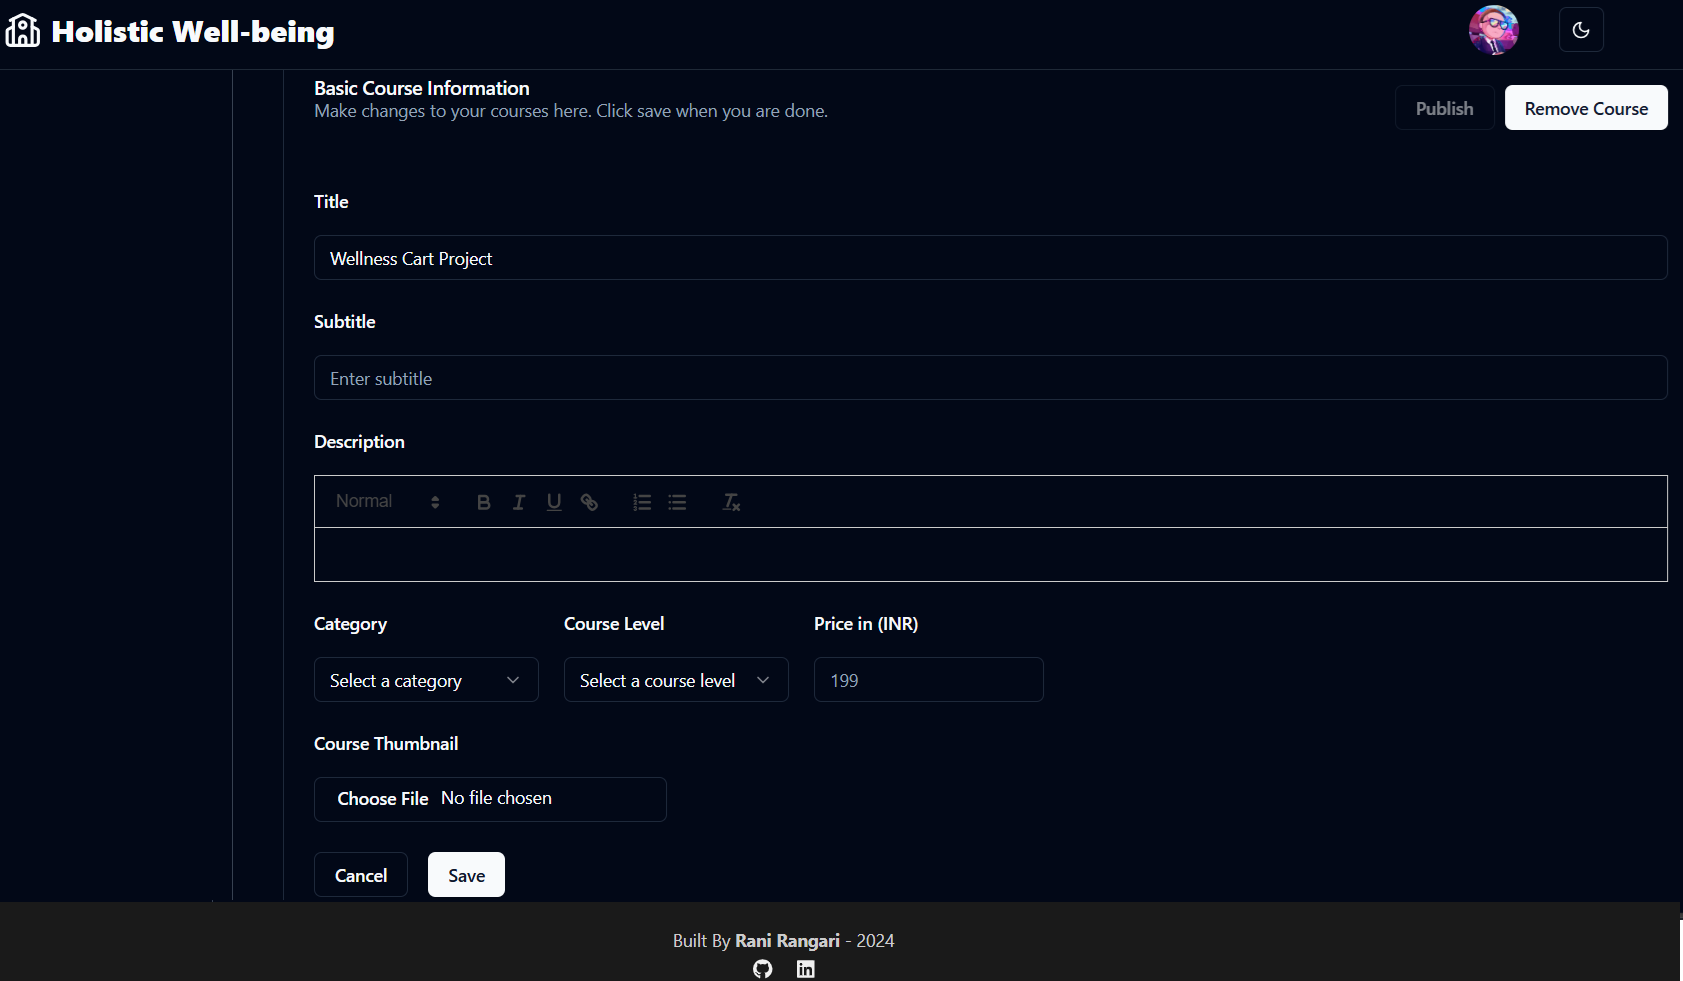 Holistic Well-being
Basic Course Information
Make changes to your courses here. Click save when you are done.
Publish
Remove Course
Title
Wellness Cart Project
Subtitle
Enter subtitle
Description
Normal
Category
Course Level
Price in (INR)
Select a category
Select a course level
199
Course Thumbnail
Choose File No file chosen
Cancel
Save
Built By Rani Rangari - 2024